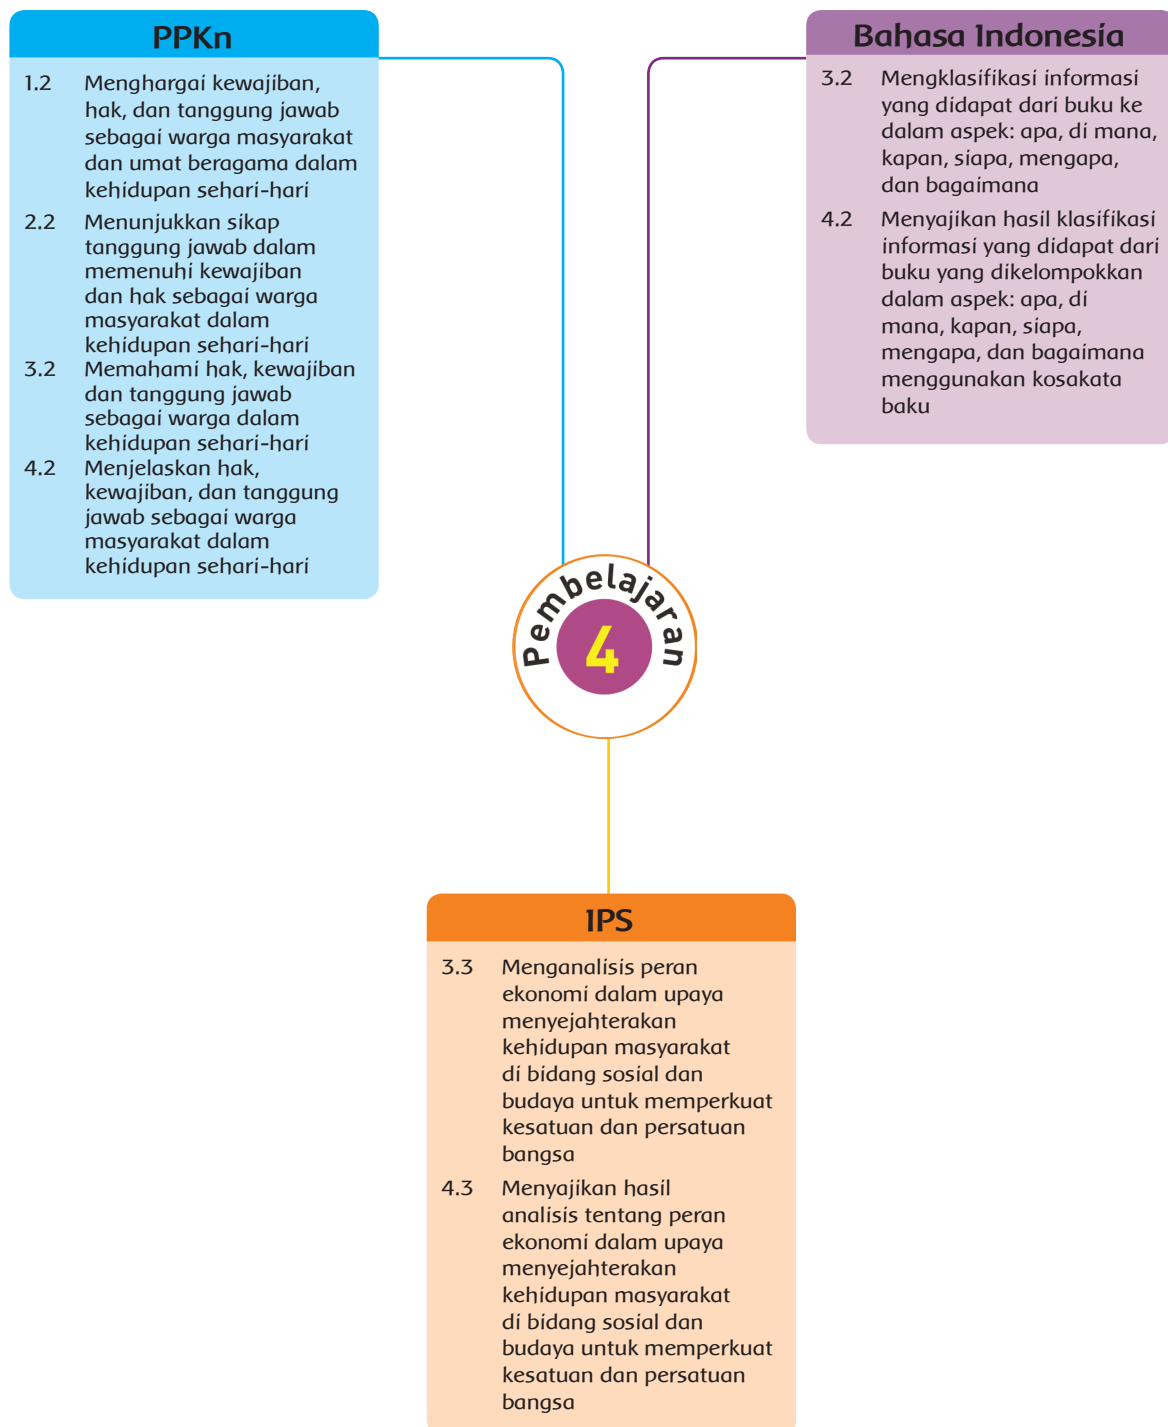 PPKn
1.2 Menghargai kewajiban,
hak, dan tanggung jawab
sebagai warga masyarakat
dan umat beragama dalam
kehidupan sehari-hari
2.2 Menunjukkan sikap
tanggung jawab dalam
memenuhi kewajiban
dan hak sebagai warga
masyarakat dalam
kehidupan sehari-hari
3.2 Memahami hak, kewajiban
dan tanggung jawab
sebagai warga dalam
kehidupan sehari-hari
4.2 Menjelaskan hak,
kewajiban, dan tanggung
jawab sebagai warga
masyarakat dalam
kehidupan sehari-hari
Bahasa Indonesia
3.2 Mengklasifikasi informasi
yang didapat dari buku ke
dalam aspek: apa, di mana,
kapan, siapa, mengapa,
dan bagaimana
4.2 Menyajikan hasil klasifikasi
informasi yang didapat dari
buku yang dikelompokkan
dalam aspek: apa, di
mana, kapan, siapa,
mengapa, dan bagaimana
menggunakan kosakata
baku
Pembelajaran
4
IPS
3.3 Menganalisis peran
ekonomi dalam upaya
menyejahterakan
kehidupan masyarakat
di bidang sosial dan
budaya untuk memperkuat
kesatuan dan persatuan
bangsa
4.3 Menyajikan hasil
analisis tentang peran
ekonomi dalam upaya
menyejahterakan
kehidupan masyarakat
di bidang sosial dan
budaya untuk memperkuat
kesatuan dan persatuan
bangsa